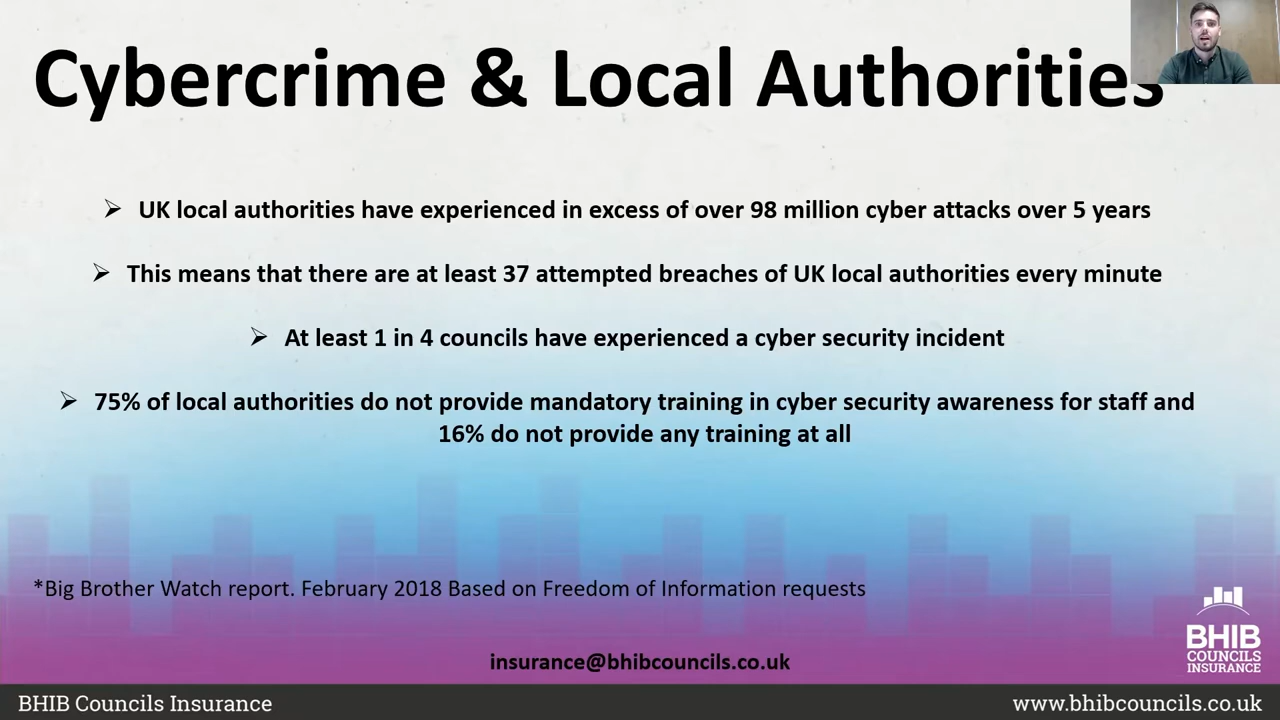 Cybercrime & Local Authorities
➢ UK local authorities have experienced in excess of over 98 million cyber attacks over 5 years
➢ This means that there are at least 37 attempted breaches of UK local authorities every minute
➢ At least 1 in 4 councils have experienced a cyber security incident
➢ 75% of local authorities do not provide mandatory training in cyber security awareness for staff and
16% do not provide any training at all
*Big Brother Watch report. February 2018 Based on Freedom of Information requests
BHIB
COUNCILS
INSURANCE
insurance@bhibcouncils.co.uk
BHIB Councils Insurance
www.bhibcouncils.co.uk